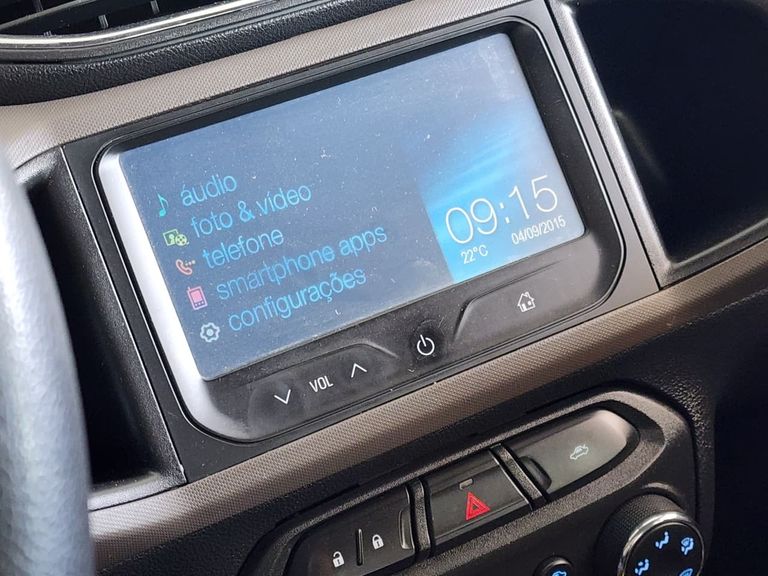 áudio
foto & vídeo
telefone
smartphone apps
configurações
09:15
22°C 04/09/2015
VOL